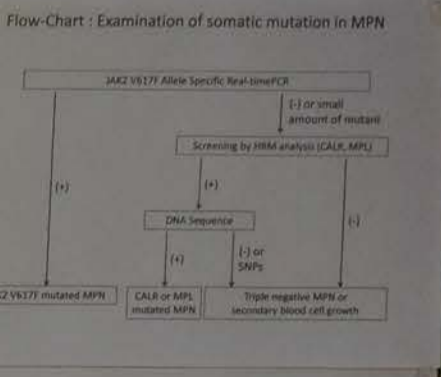 Flow-Chart : Examination of somatic mutation in MPN
JAK2 V617F Allele Specific Real-timePCR
(-) or small
amount of mutant
Screening by HRM analysis (CALR, MPL)
(+)
(+)
(-)
DNA Sequence
(+)
(-) or
SNPs
V617F mutated MPN
CALR or MPL
mutated MPN
Triple negative MPN or
secondary blood cell growth